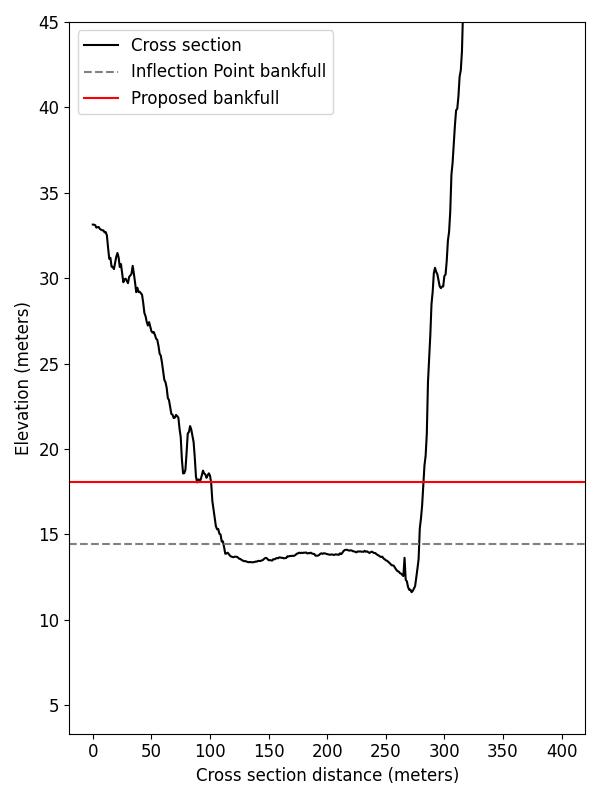 Cross section
Inflection Point bankfull
Proposed bankfull
45
40
35
30
25
20
15
10
5
Elevation (meters)
0 50 100 150 200 250 300 350 400
Cross section distance (meters)